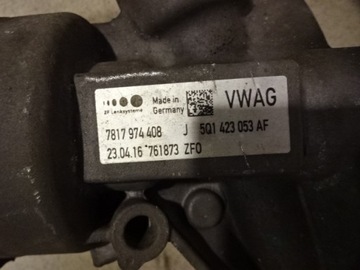 ZF Lenksysteme
Made in
Germany
VWAG
7817 974 408 J 5Q1 423 053 AF
23.04.16 *761873 ZFO